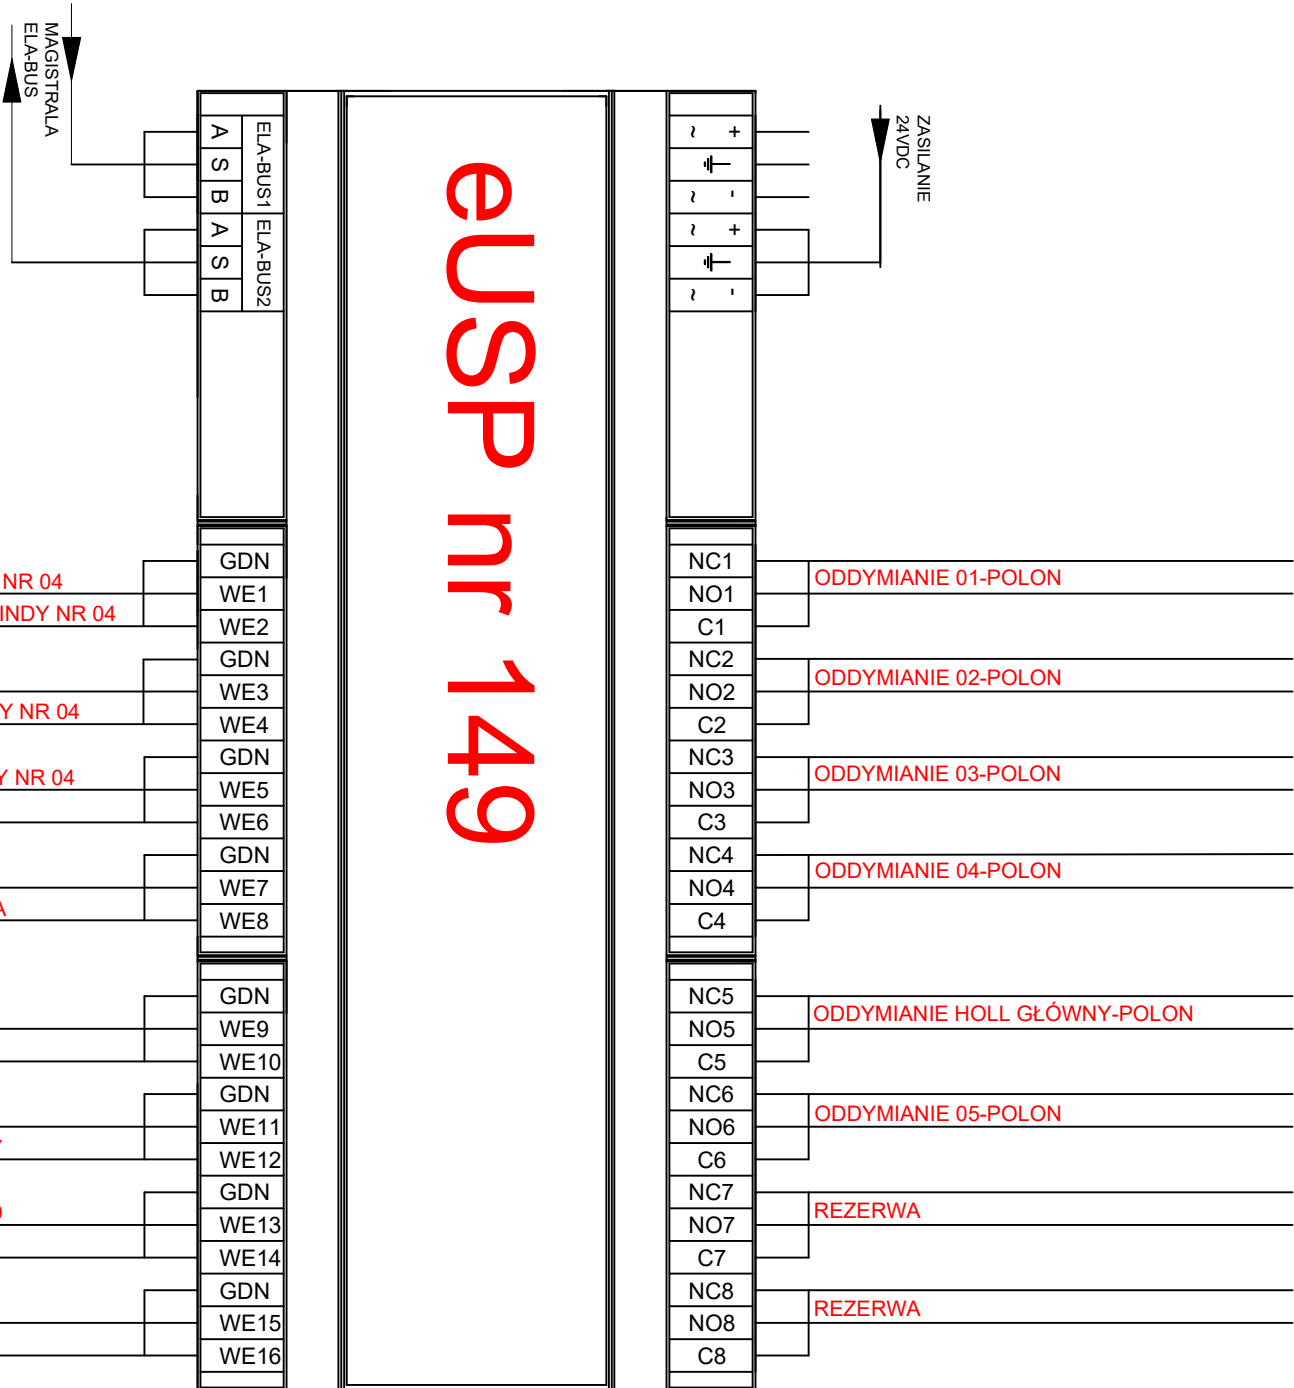 MAGISTRALA
ELA-BUS
ZASILANIE
24VDC
A
S
B
A
S
B
ELA-BUS1
ELA-BUS2
~ +
~ -
~ +
~ -
eUSP nr 149
NR 04
INDY NR 04
Y NR 04
Y NR 04
A
GDN
WE1
WE2
GDN
WE3
WE4
GDN
WE5
WE6
GDN
WE7
WE8
GDN
WE9
WE10
GDN
WE11
WE12
GDN
WE13
WE14
GDN
WE15
WE16
NC1
NO1
C1
NC2
NO2
C2
NC3
NO3
C3
NC4
NO4
C4
NC5
NO5
C5
NC6
NO6
C6
NC7
NO7
C7
NC8
NO8
C8
ODDYMIANIE 01-POLON
ODDYMIANIE 02-POLON
ODDYMIANIE 03-POLON
ODDYMIANIE 04-POLON
ODDYMIANIE HOLL GŁÓWNY-POLON
ODDYMIANIE 05-POLON
REZERWA
REZERWA